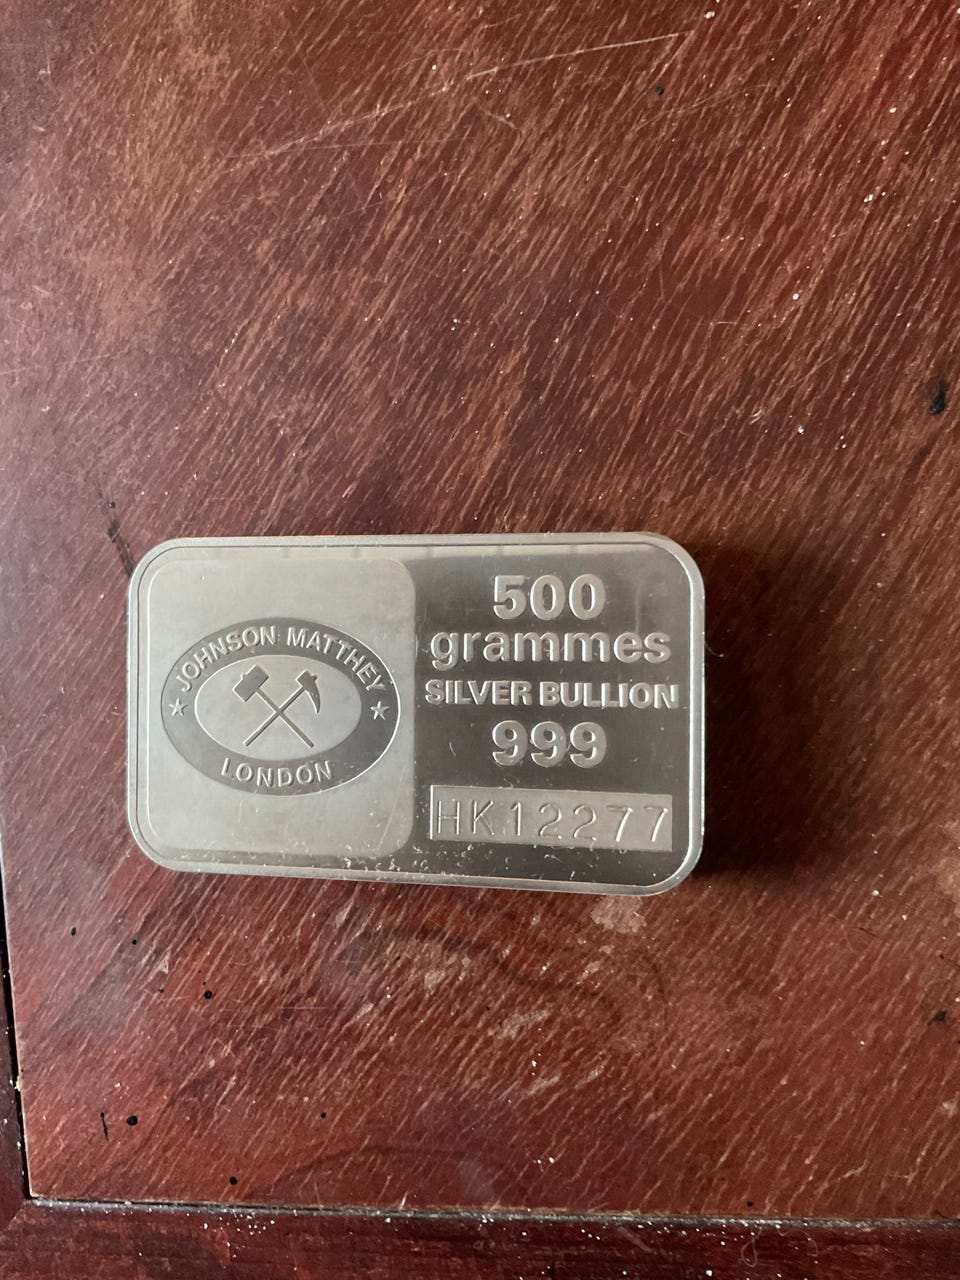 JOHNSON MATTHEY
LONDON
500
grammes
SILVER BULLION
999
HK12277